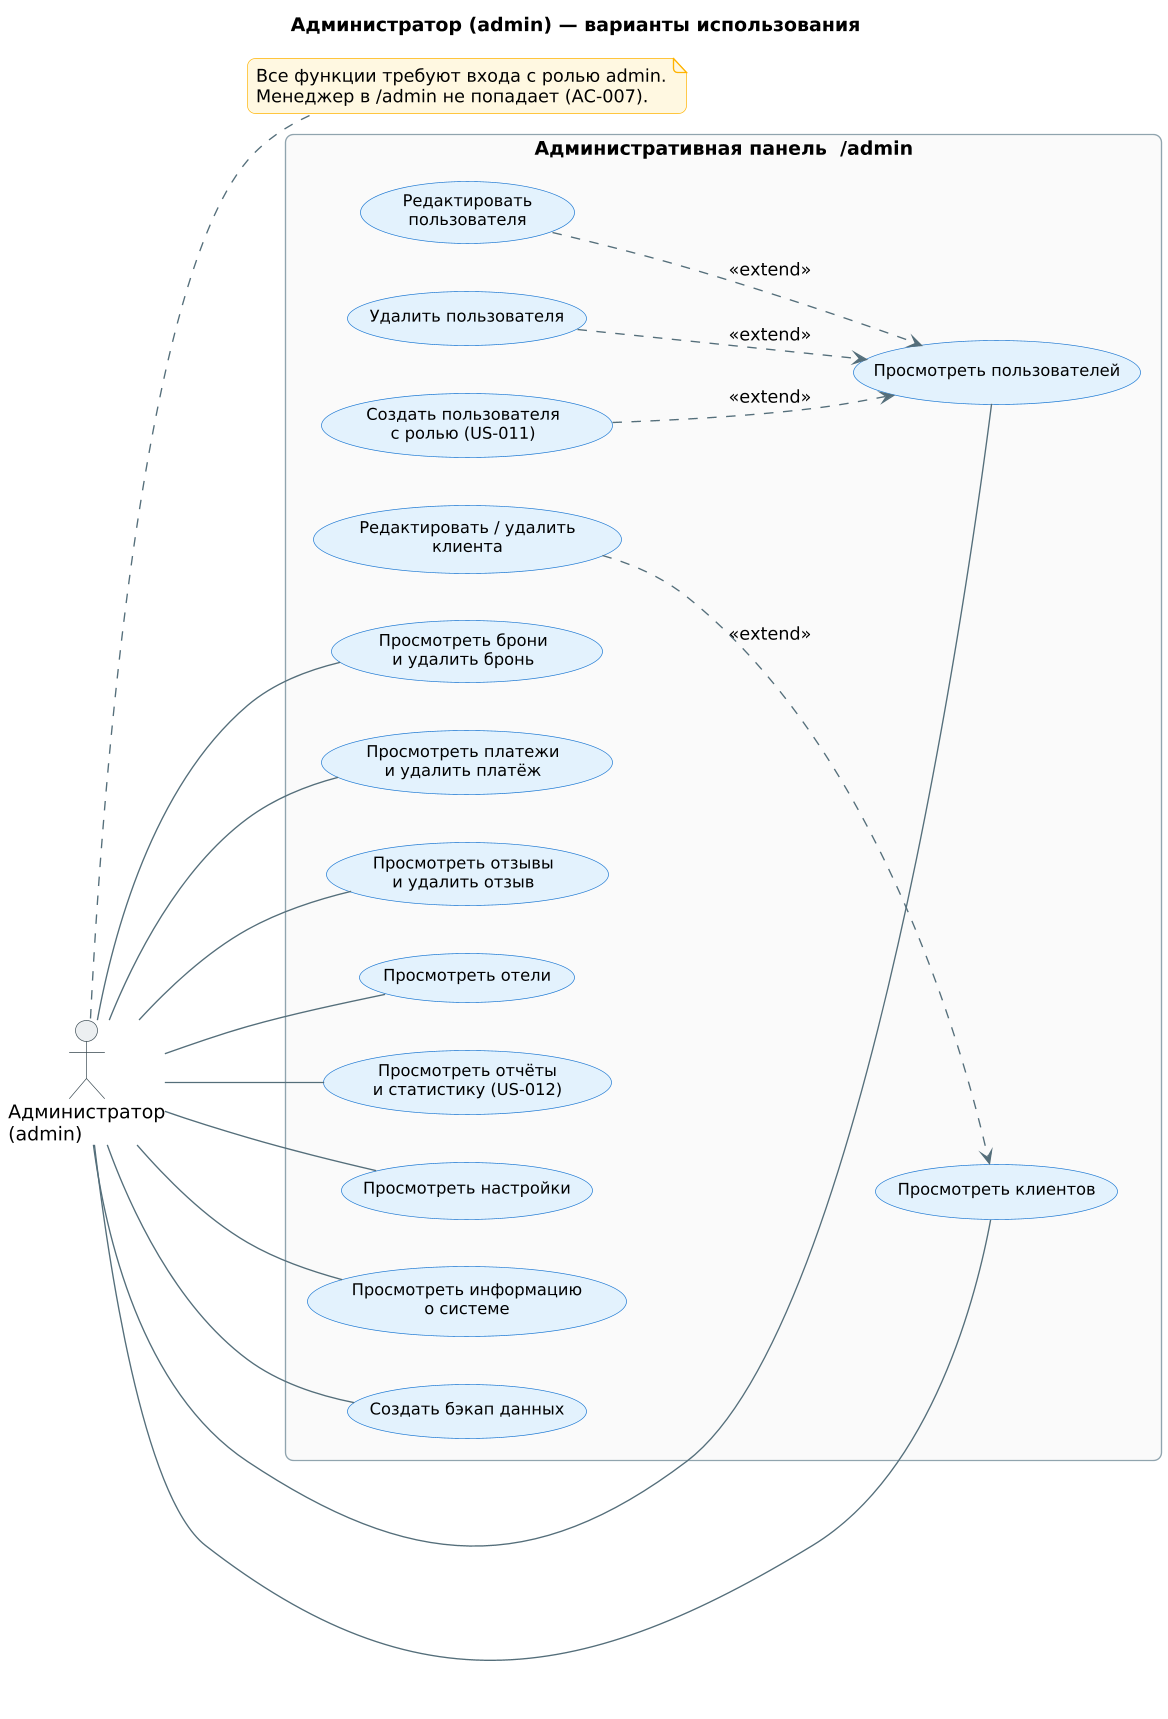 Администратор (admin) — варианты использования
Все функции требуют входа с ролью admin.
Менеджер в /admin не попадает (AC-007).
Административная панель  /admin
Редактировать
пользователя
«extend»
Удалить пользователя
«extend»
Просмотреть пользователей
«extend»
Создать пользователя
с ролью (US-011)
Редактировать / удалить
клиента
«extend»
Просмотреть брони
и удалить бронь
Просмотреть платежи
и удалить платёж
Просмотреть отзывы
и удалить отзыв
Просмотреть отели
Просмотреть отчёты
и статистику (US-012)
Администратор
(admin)
Просмотреть настройки
Просмотреть клиентов
Просмотреть информацию
о системе
Создать бэкап данных